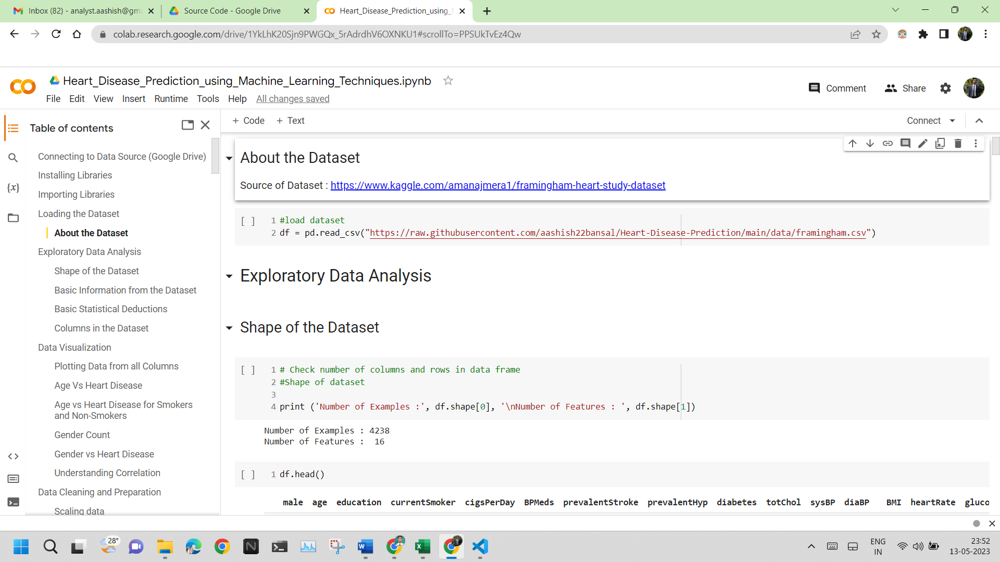 Inbox (82) - analyst.aashish@gma
Source Code - Google Drive
Heart_Disease_Prediction_using_M
colab.research.google.com/drive/1YkLhK20Sjn9PWGQx_5rAdrdhV6OXNKU1#scrollTo=PPSUkTvEz4Qw
Heart_Disease_Prediction_using_Machine_Learning_Techniques.ipynb
File Edit View Insert Runtime Tools Help All changes saved
Comment Share
Table of contents
Connecting to Data Source (Google Drive)
Installing Libraries
Importing Libraries
Loading the Dataset
About the Dataset
Exploratory Data Analysis
Shape of the Dataset
Basic Information from the Dataset
Basic Statistical Deductions
Columns in the Dataset
Data Visualization
Plotting Data from all Columns
Age Vs Heart Disease
Age vs Heart Disease for Smokers
and Non-Smokers
Gender Count
Gender vs Heart Disease
Understanding Correlation
Data Cleaning and Preparation
Scaling data
{x}
+ Code + Text
Connect
About the Dataset
Source of Dataset : https://www.kaggle.com/amanajmera1/framingham-heart-study-dataset
[ ] 1 #load dataset
2 df = pd.read_csv("https://raw.githubusercontent.com/aashish22bansal/Heart-Disease-Prediction/main/data/framingham.csv")
Exploratory Data Analysis
Shape of the Dataset
[ ] 1 # Check number of columns and rows in data frame
2 #Shape of dataset
3
4 print ('Number of Examples :', df.shape[0], '\nNumber of Features : ', df.shape[1])
Number of Examples : 4238
Number of Features :  16
[ ] 1 df.head()
male age education currentSmoker cigsPerDay BPMeds prevalentStroke prevalentHyp diabetes totChol sysBP diaBP BMI heartRate gluco
28°
ENG
IN
23:52
13-05-2023